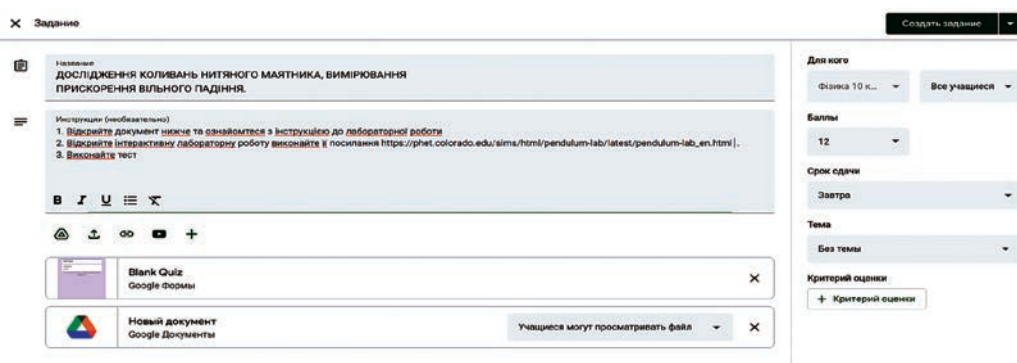 Задание
Создать задание
Название
ДОСЛІДЖЕННЯ КОЛИВАНЬ НИТЯНОГО МАЯТНИКА, ВИМІРЮВАННЯ
ПРИСКОРЕННЯ ВІЛЬНОГО ПАДІННЯ.
Инструкции (необязательно)
1. Відкрийте документ нижче та ознайомтеся з інструкцією до лабораторної роботи
2. Відкрийте інтерактивну лабораторну роботу виконайте її посилання https://phet.colorado.edu/sims/html/pendulum-lab/latest/pendulum-lab_en.html .
3. Виконайте тест
B I U
Blank Quiz
Google Формы
Новый документ
Google Документы
Учащиеся могут просматривать файл
Для кого
Фізика 10 к... Все учащиеся
Баллы
12
Срок сдачи
Завтра
Тема
Без темы
Критерий оценки
+ Критерий оценки